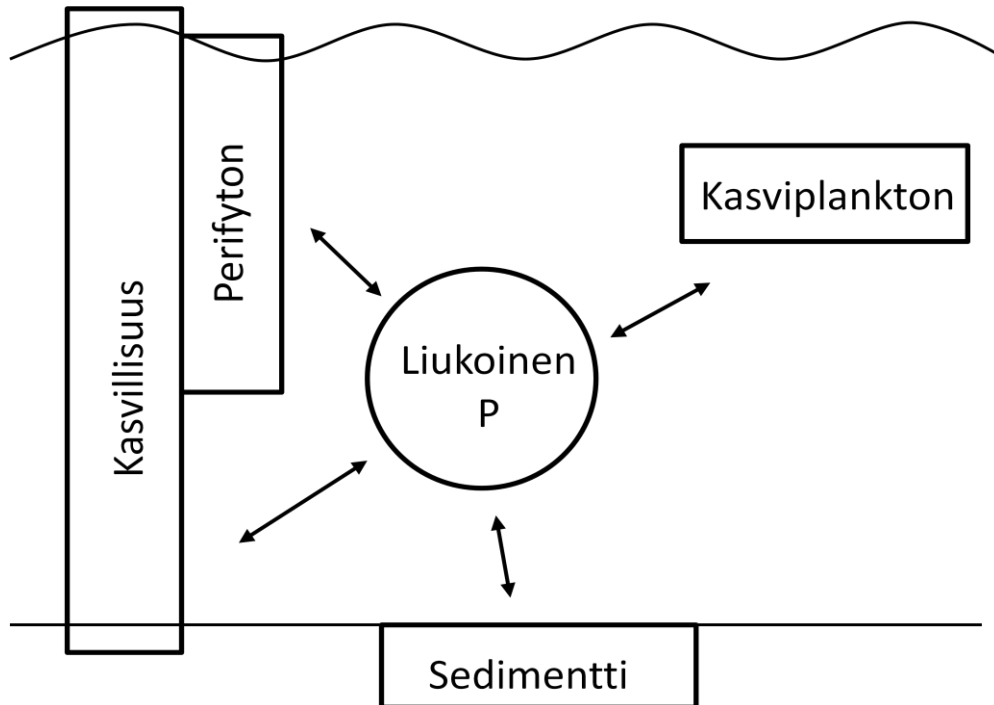 Kasvillisuus
Perifyton
Kasviplankton
Liukoinen
P
Sedimentti